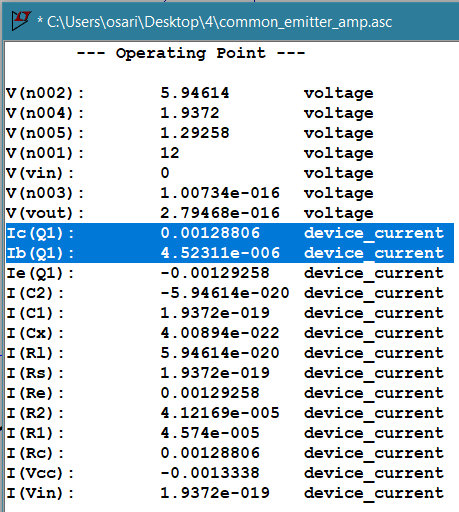 * C:\Users\osari\Desktop\4\common_emitter_amp.asc
--- Operating Point ---
V(n002): 5.94614 voltage
V(n004): 1.9372 voltage
V(n005): 1.29258 voltage
V(n001): 12 voltage
V(vin): 0 voltage
V(n003): 1.00734e-016 voltage
V(vout): 2.79468e-016 voltage
Ic(Q1): 0.00128806 device_current
Ib(Q1): 4.52311e-006 device_current
Ie(Q1): -0.00129258 device_current
I(C2): -5.94614e-020 device_current
I(C1): 1.9372e-019 device_current
I(Cx): 4.00894e-022 device_current
I(Rl): 5.94614e-020 device_current
I(Rs): 1.9372e-019 device_current
I(Re): 0.00129258 device_current
I(R2): 4.12169e-005 device_current
I(R1): 4.574e-005 device_current
I(Rc): 0.00128806 device_current
I(Vcc): -0.0013338 device_current
I(Vin): 1.9372e-019 device_current